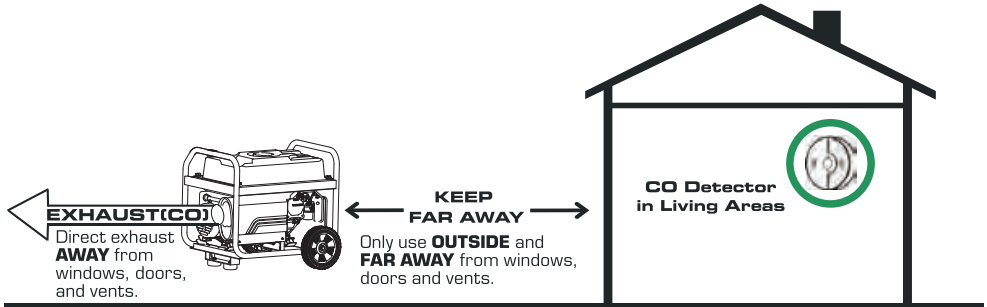 EXHAUST(CO)
Direct exhaust
AWAY from
windows, doors,
and vents.
KEEP
FAR AWAY
Only use OUTSIDE and
FAR AWAY from windows,
doors and vents.
CO Detector
in Living Areas